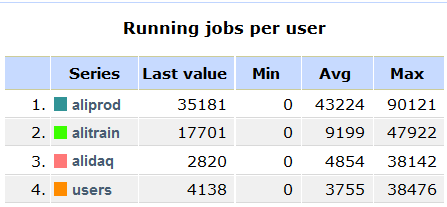 Running jobs per user
Series Last value Min Avg Max
1. aliprod 35181 0 43224 90121
2. alitrain 17701 0 9199 47922
3. alidaq 2820 0 4854 38142
4. users 4138 0 3755 38476